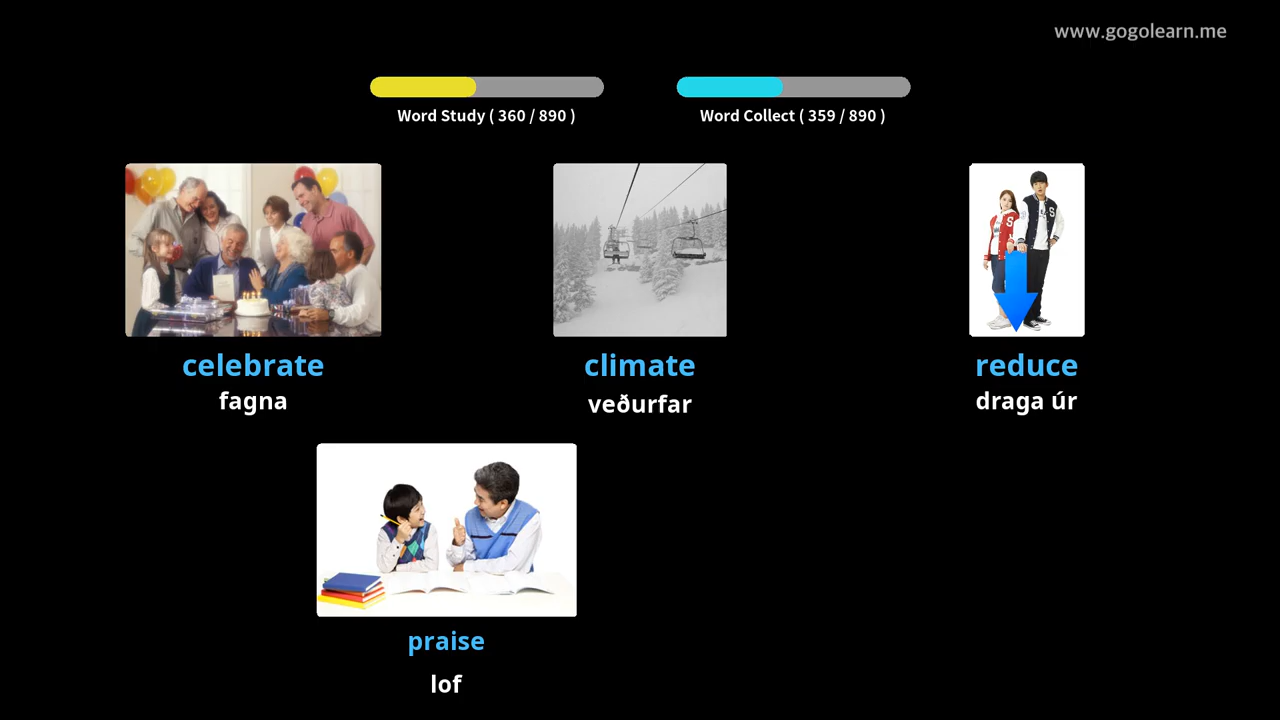 www.gogolearn.me
Word Study ( 360 / 890 )
Word Collect ( 359 / 890 )
celebrate
fagna
climate
veðurfar
reduce
draga úr
praise
lof